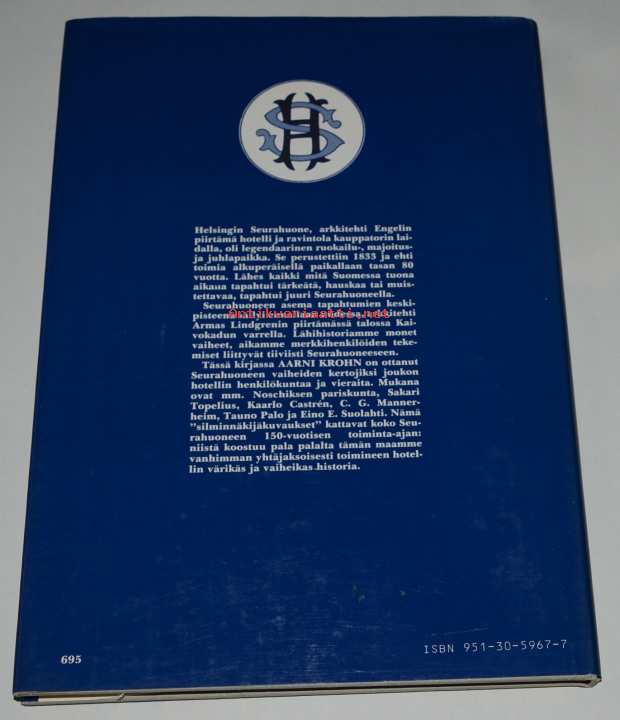 HS
Helsingin Seurahuone, arkkitehti Engelin
piirtämä hotelli ja ravintola kauppatorin lai-
dalla, oli legendaarinen ruokailu-, majoitus-
ja juhlapaikka. Se perustettiin 1833 ja ehti
toimia alkuperäisellä paikallaan tasan 80
vuotta. Lähes kaikki mitä Suomessa tuona
aikana tapahtui tärkeätä, hauskaa tai muis-
tettavaa, tapahtui juuri Seurahuoneella.
Seurahuoneen asema tapahtumien keski-
pisteenä arkkitehti
Antikvariaatti.net
Armas Lindgrenin piirtämässä talossa Kai-
vokadun varrella. Lähihistoriamme monet
vaiheet, aikamme merkkihenkilöiden teke-
miset liittyvät tiiviisti Seurahuoneeseen.
Tässä kirjassa AARNI KROHN on ottanut
Seurahuoneen vaiheiden kertojiksi joukon
hotellin henkilökuntaa ja vieraita. Mukana
ovat mm. Noschiksen pariskunta, Sakari
Topelius, Kaarlo Castrén, C. G. Manner-
heim, Tauno Palo ja Eino E. Suolahti. Nämä
"silminnäkijäkuvaukset" kattavat koko Seu-
rahuoneen 150-vuotisen toiminta-ajan:
niistä koostuu pala palalta tämän maamme
vanhimman yhtäjaksoisesti toimineen hotel-
lin värikäs ja vaiheikas historia.
ISBN 951-30-5967-7
695